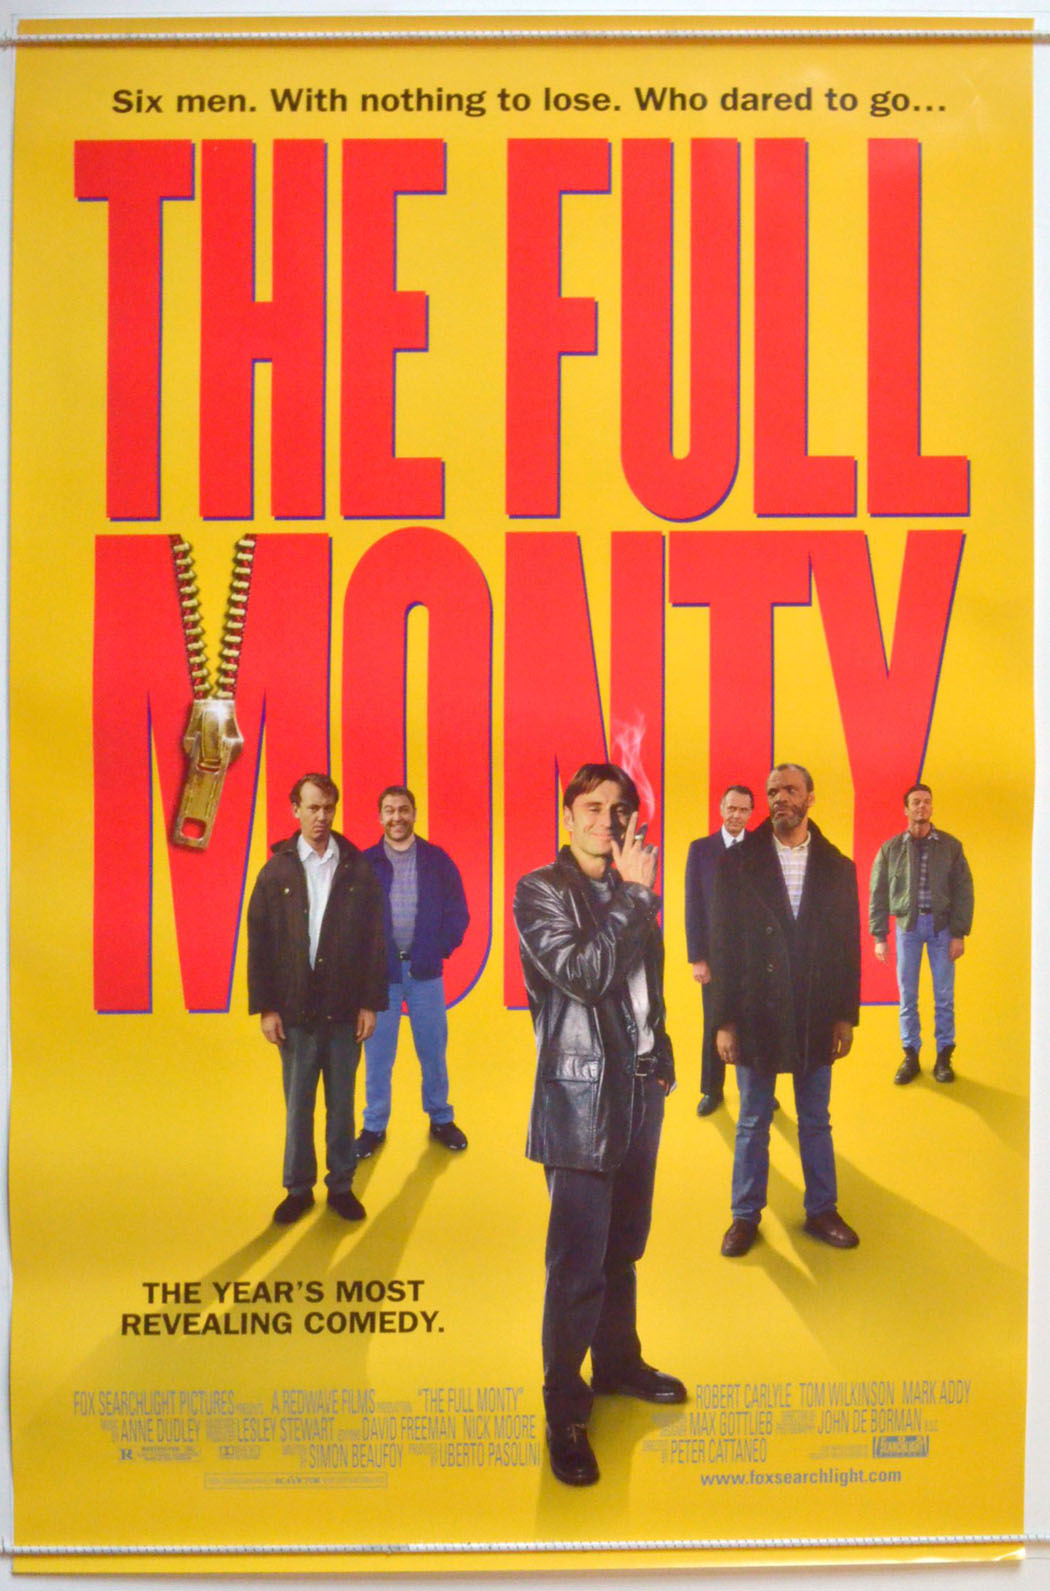 Six men. With nothing to lose. Who dared to go...
THE FULL
MONTY
THE YEAR'S MOST
REVEALING COMEDY.
FOX SEARCHLIGHT PICTURES A REDWAVE FILMS "THE FULL MONTY" ROBERT CARLYLE TOM WILKINSON MARK ADDY
ANNE DUDLEY LESLEY STEWART DAVID FREEMAN NICK MOORE MAX GOTTLIEB JOHN DE BORMAN
R SIMON BEAUFOY UBERTO PASOLINI PETER CATTANEO SEARCHLIGHT
www.foxsearchlight.com